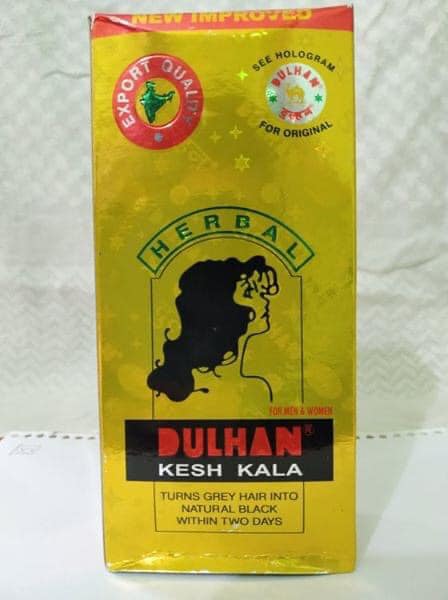 NEW IMPROVED
EXPORT QUALITY
SEE HOLOGRAM
DULHAN
दुल्हन
FOR ORIGINAL
HERBAL
FOR MEN & WOMEN
DULHAN®
KESH KALA
TURNS GREY HAIR INTO
NATURAL BLACK
WITHIN TWO DAYS